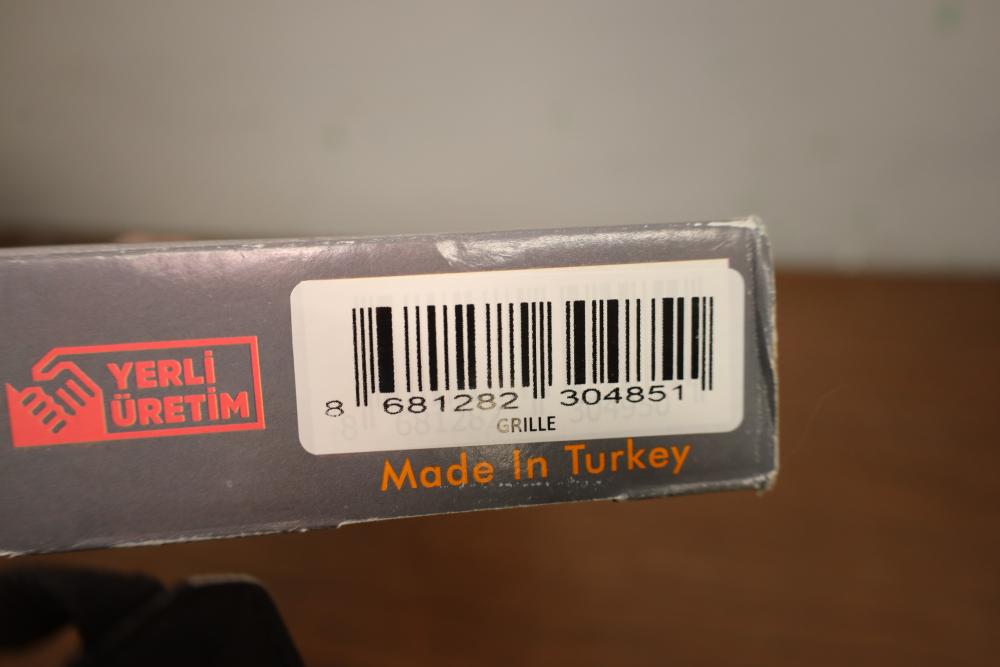 YERLİ
ÜRETİM
8 681282 304851
GRILLE
Made In Turkey